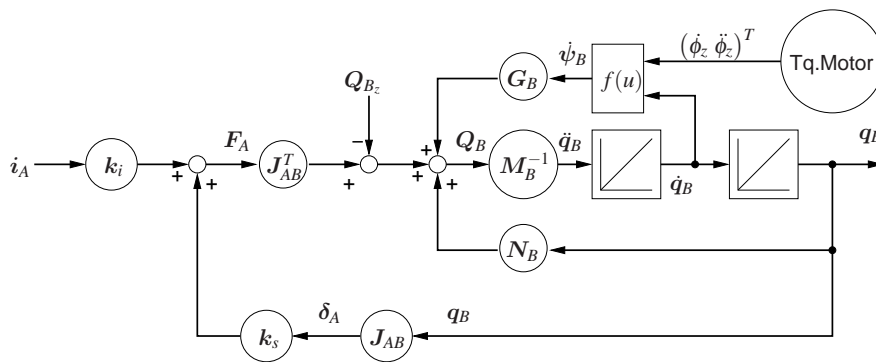 (ϕ̇_z ϕ̈_z)^T
Tq.Motor
ψ̇_B
G_B
f(u)
Q_{B_z}
−
+
F_A
Q_B
q̈_B
q_B
i_A
k_i
J_{AB}^T
M_B^{-1}
+
+
+
+
+
+
q̇_B
N_B
δ_A
q_B
k_s
J_{AB}